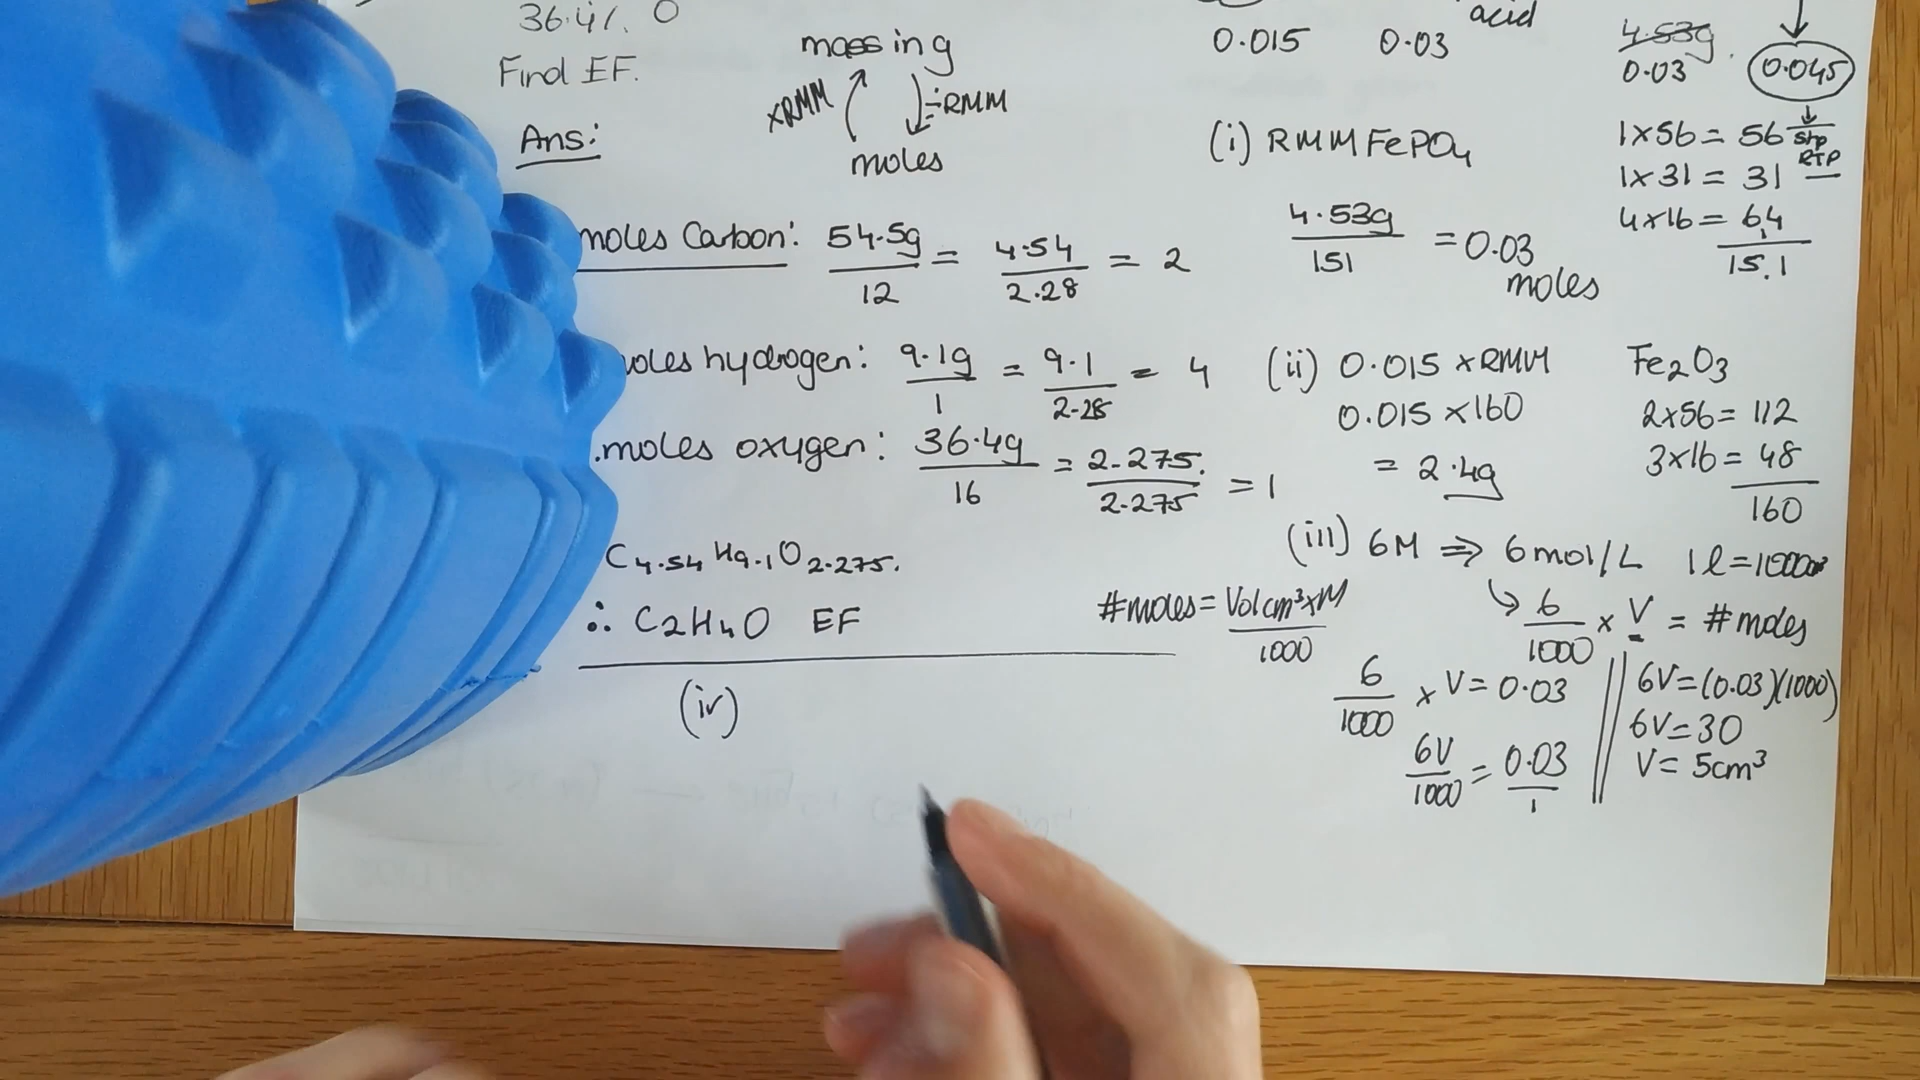 36.4%. O
Find EF.
Ans:
mass in g
xRMM
÷RMM
moles
moles Carbon: 54.5g/12 = 4.54/2.28 = 2
moles hydrogen: 9.1g/1 = 9.1/2.28 = 4
moles oxygen: 36.4g/16 = 2.275/2.275 = 1
C4.54 H9.1 O2.275.
∴ C2H4O EF
(iv)
acid
0.015 0.03
4.53g.
0.03
0.045
stp
RTP
(i) RMM FePO4
1x56 = 56
1x31 = 31
4x16 = 64
151
4.53g/151 = 0.03
moles
(ii) 0.015 x RMM
0.015 x 160
= 2.4g
Fe2O3
2x56 = 112
3x16 = 48
160
(iii) 6M ⇒ 6mol/L
#moles = Vol cm³xM/1000
6/1000 x V = #moles
6/1000 x V = 0.03
6V/1000 = 0.03/1
6V = (0.03)(1000)
6V = 30
V = 5cm³